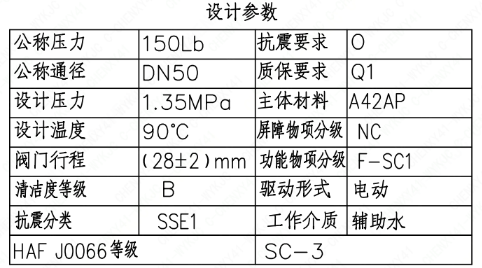 设计参数
公称压力 150Lb 抗震要求 O
公称通径 DN50 质保要求 Q1
设计压力 1.35MPa 主体材料 A42AP
设计温度 90℃ 屏障物项分级 NC
阀门行程 (28±2)mm 功能物项分级 F-SC1
清洁度等级 B 驱动形式 电动
抗震分类 SSE1 工作介质 辅助水
HAF J0066等级 SC-3